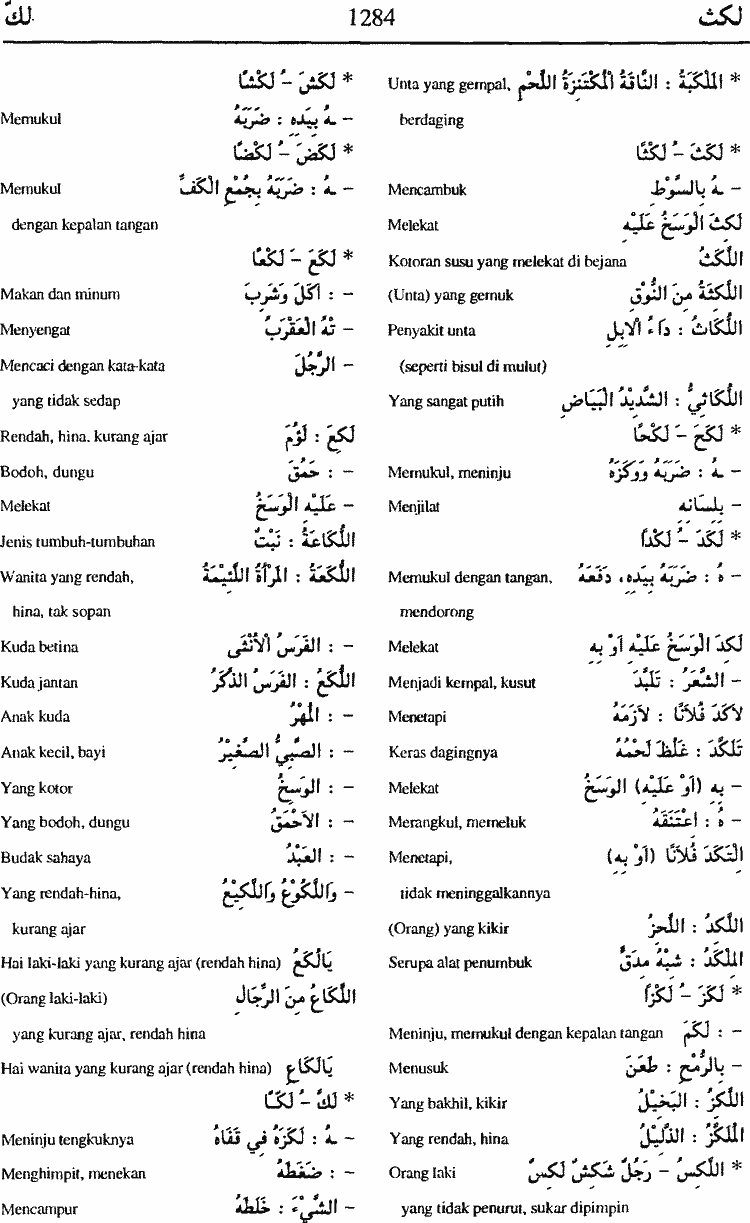 لكث 1284 لكّ
* المَلْكَبَةُ : النَّاقَةُ الْمُكْتَنِزَةُ اللَّحْمِ Unta yang gempal,
berdaging
* لَكَثَ –ُ لَكْثًا
– ـهُ بِالسَّوْطِ Mencambuk
لَكِثَ الْوَسَخُ عَلَيْهِ Melekat
اللَّكَثُ Kotoran susu yang melekat di bejana
اللَّكِثَةُ مِنَ النُّوْقِ (Unta) yang gemuk
اللُّكَاثُ : دَاءُ الْاِبِلِ Penyakit unta
(seperti bisul di mulut)
اللُّكَاثِيُّ : الشَّدِيْدُ الْبَيَاضِ Yang sangat putih
* لَكَحَ –َ لَكْحًا
– ـهُ : ضَرَبَهُ وَوَكَزَهُ Memukul, meninju
– بِلِسَانِهِ Menjilat
* لَكَدَ –ُ لَكْدًا
– هُ : ضَرَبَهُ بِيَدِهِ، دَفَعَهُ Memukul dengan tangan,
mendorong
لَكِدَ الْوَسَخُ عَلَيْهِ اَوْ بِهِ Melekat
– الشَّعَرُ : تَلَبَّدَ Menjadi kempal, kusut
لاَكَدَ فُلاَنًا : لاَزَمَهُ Menetapi
تَلَكَّدَ : غَلُظَ لَحْمُهُ Keras dagingnya
– بِهِ (اَوْ عَلَيْهِ) الوَسَخُ Melekat
– هُ : اعْتَنَقَهُ Merangkul, memeluk
الْتَكَدَ فُلاَنًا (اَوْ بِهِ) Menetapi,
tidak meninggalkannya
اللَّكِدُ : اللَّحِزُ (Orang) yang kikir
المِلْكَدُ : شِبْهُ مِدَقٍّ Serupa alat penumbuk
* لَكَزَ –ُ لَكْزًا
– : لَكَمَ Meninju, memukul dengan kepalan tangan
– بِالرُّمْحِ : طَعَنَ Menusuk
اللَّكِزُ : البَخِيْلُ Yang bakhil, kikir
المُلَكَّزُ : الذَّلِيْلُ Yang rendah, hina
* اللَّكِسُ – رَجُلٌ شَكِسٌ لَكِسٌ Orang laki
yang tidak penurut, sukar dipimpin
* لَكَشَ –ُ لَكْشًا
– ـهُ بِيَدِهِ : ضَرَبَهُ Memukul
* لَكَضَ –ُ لَكْضًا
– ـهُ : ضَرَبَهُ بِجُمْعِ الْكَفِّ Memukul
dengan kepalan tangan
* لَكَعَ –َ لَكْعًا
– : اَكَلَ وَشَرِبَ Makan dan minum
– تْهُ الْعَقْرَبُ Menyengat
– الرَّجُلَ Mencaci dengan kata-kata
yang tidak sedap
لَكِعَ : لَؤُمَ Rendah, hina. kurang ajar
– : حَمُقَ Bodoh, dungu
– عَلَيْهِ الْوَسَخُ Melekat
اللُّكَاعَةُ : نَبْتٌ Jenis tumbuh-tumbuhan
اللُّكَعَةُ : الْمَرْأَةُ اللَّئِيْمَةُ Wanita yang rendah,
hina, tak sopan
– : الفَرَسُ الْاُنْثَى Kuda betina
اللُّكَعُ : الفَرَسُ الذَّكَرُ Kuda jantan
– : الْمُهْرُ Anak kuda
– : الصَّبِيُّ الصَّغِيْرُ Anak kecil, bayi
– : الوَسِخُ Yang kotor
– : الاَحْمَقُ Yang bodoh, dungu
– : العَبْدُ Budak sahaya
– وَاللَّكُوْعُ وَاللَّكِيْعُ Yang rendah-hina,
kurang ajar
يَالُكَعُ Hai laki-laki yang kurang ajar (rendah hina)
اللَّكَاعُ مِنَ الرِّجَالِ (Orang laki-laki)
yang kurang ajar, rendah hina
يَالَكَاعِ Hai wanita yang kurang ajar (rendah hina)
* لَكَّ –ُ لَكًّا
– ـهُ : لَكَزَهُ فِي قَفَاهُ Meninju tengkuknya
– : ضَغَطَهُ Menghimpit, menekan
– الشَّيْءَ : خَلَطَهُ Mencampur